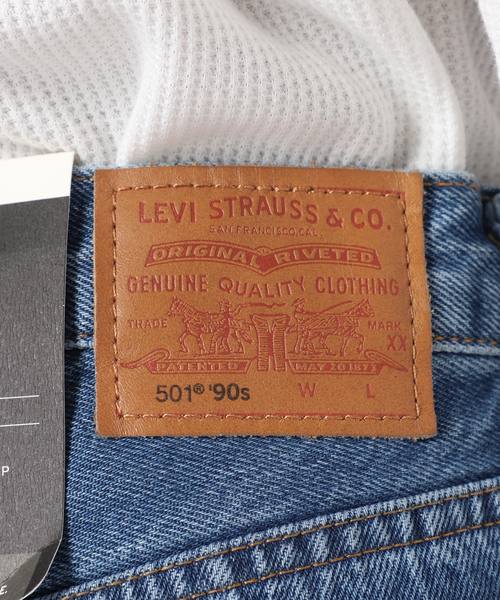 LEVI STRAUSS & CO.
SAN FRANCISCO, CAL.
ORIGINAL RIVETED
GENUINE QUALITY CLOTHING
TRADE MARK
XX
PATENTED MAY 20 1873
501® '90s W L
P
E.